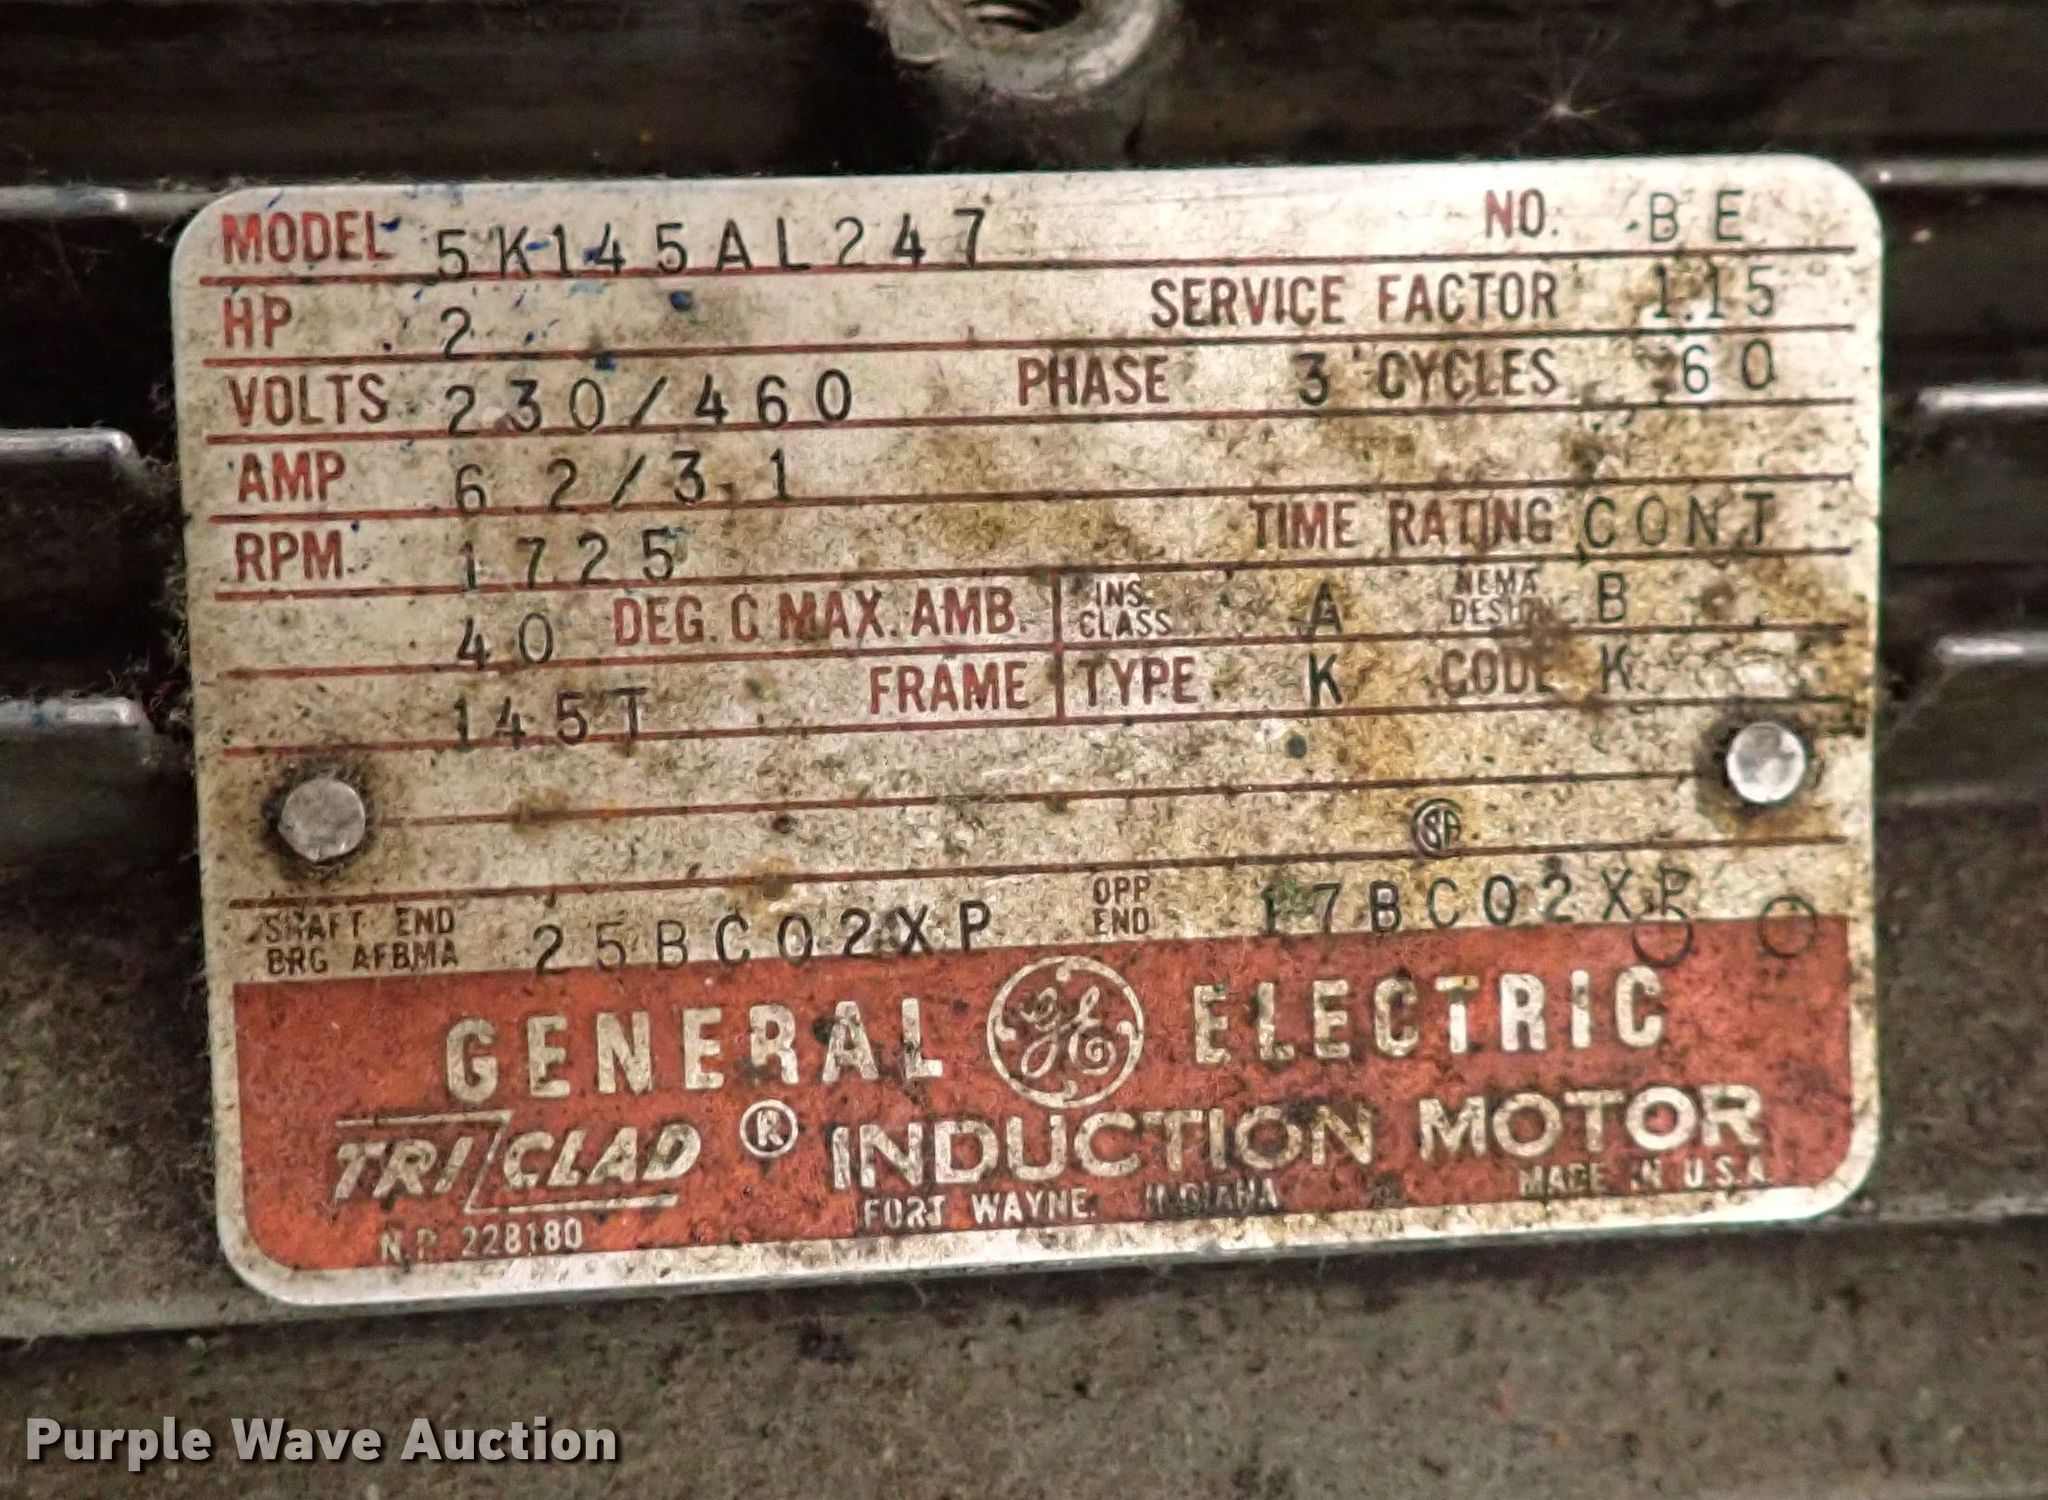 MODEL 5K145AL247 NO. BE
HP 2 SERVICE FACTOR 1.15
VOLTS 230/460 PHASE 3 CYCLES 60
AMP 6.2/3.1
RPM 1725 TIME RATING CONT
40 DEG. C MAX. AMB. INS. CLASS A NEMA DESIGN B
145T FRAME TYPE K CODE K
SA
SHAFT END BRG AFBMA 25BC02XP OPP END 17BC02XP
GENERAL GE ELECTRIC
TRI/CLAD ® INDUCTION MOTOR
FORT WAYNE, INDIANA MADE IN U.S.A.
N.P. 228180
Purple Wave Auction